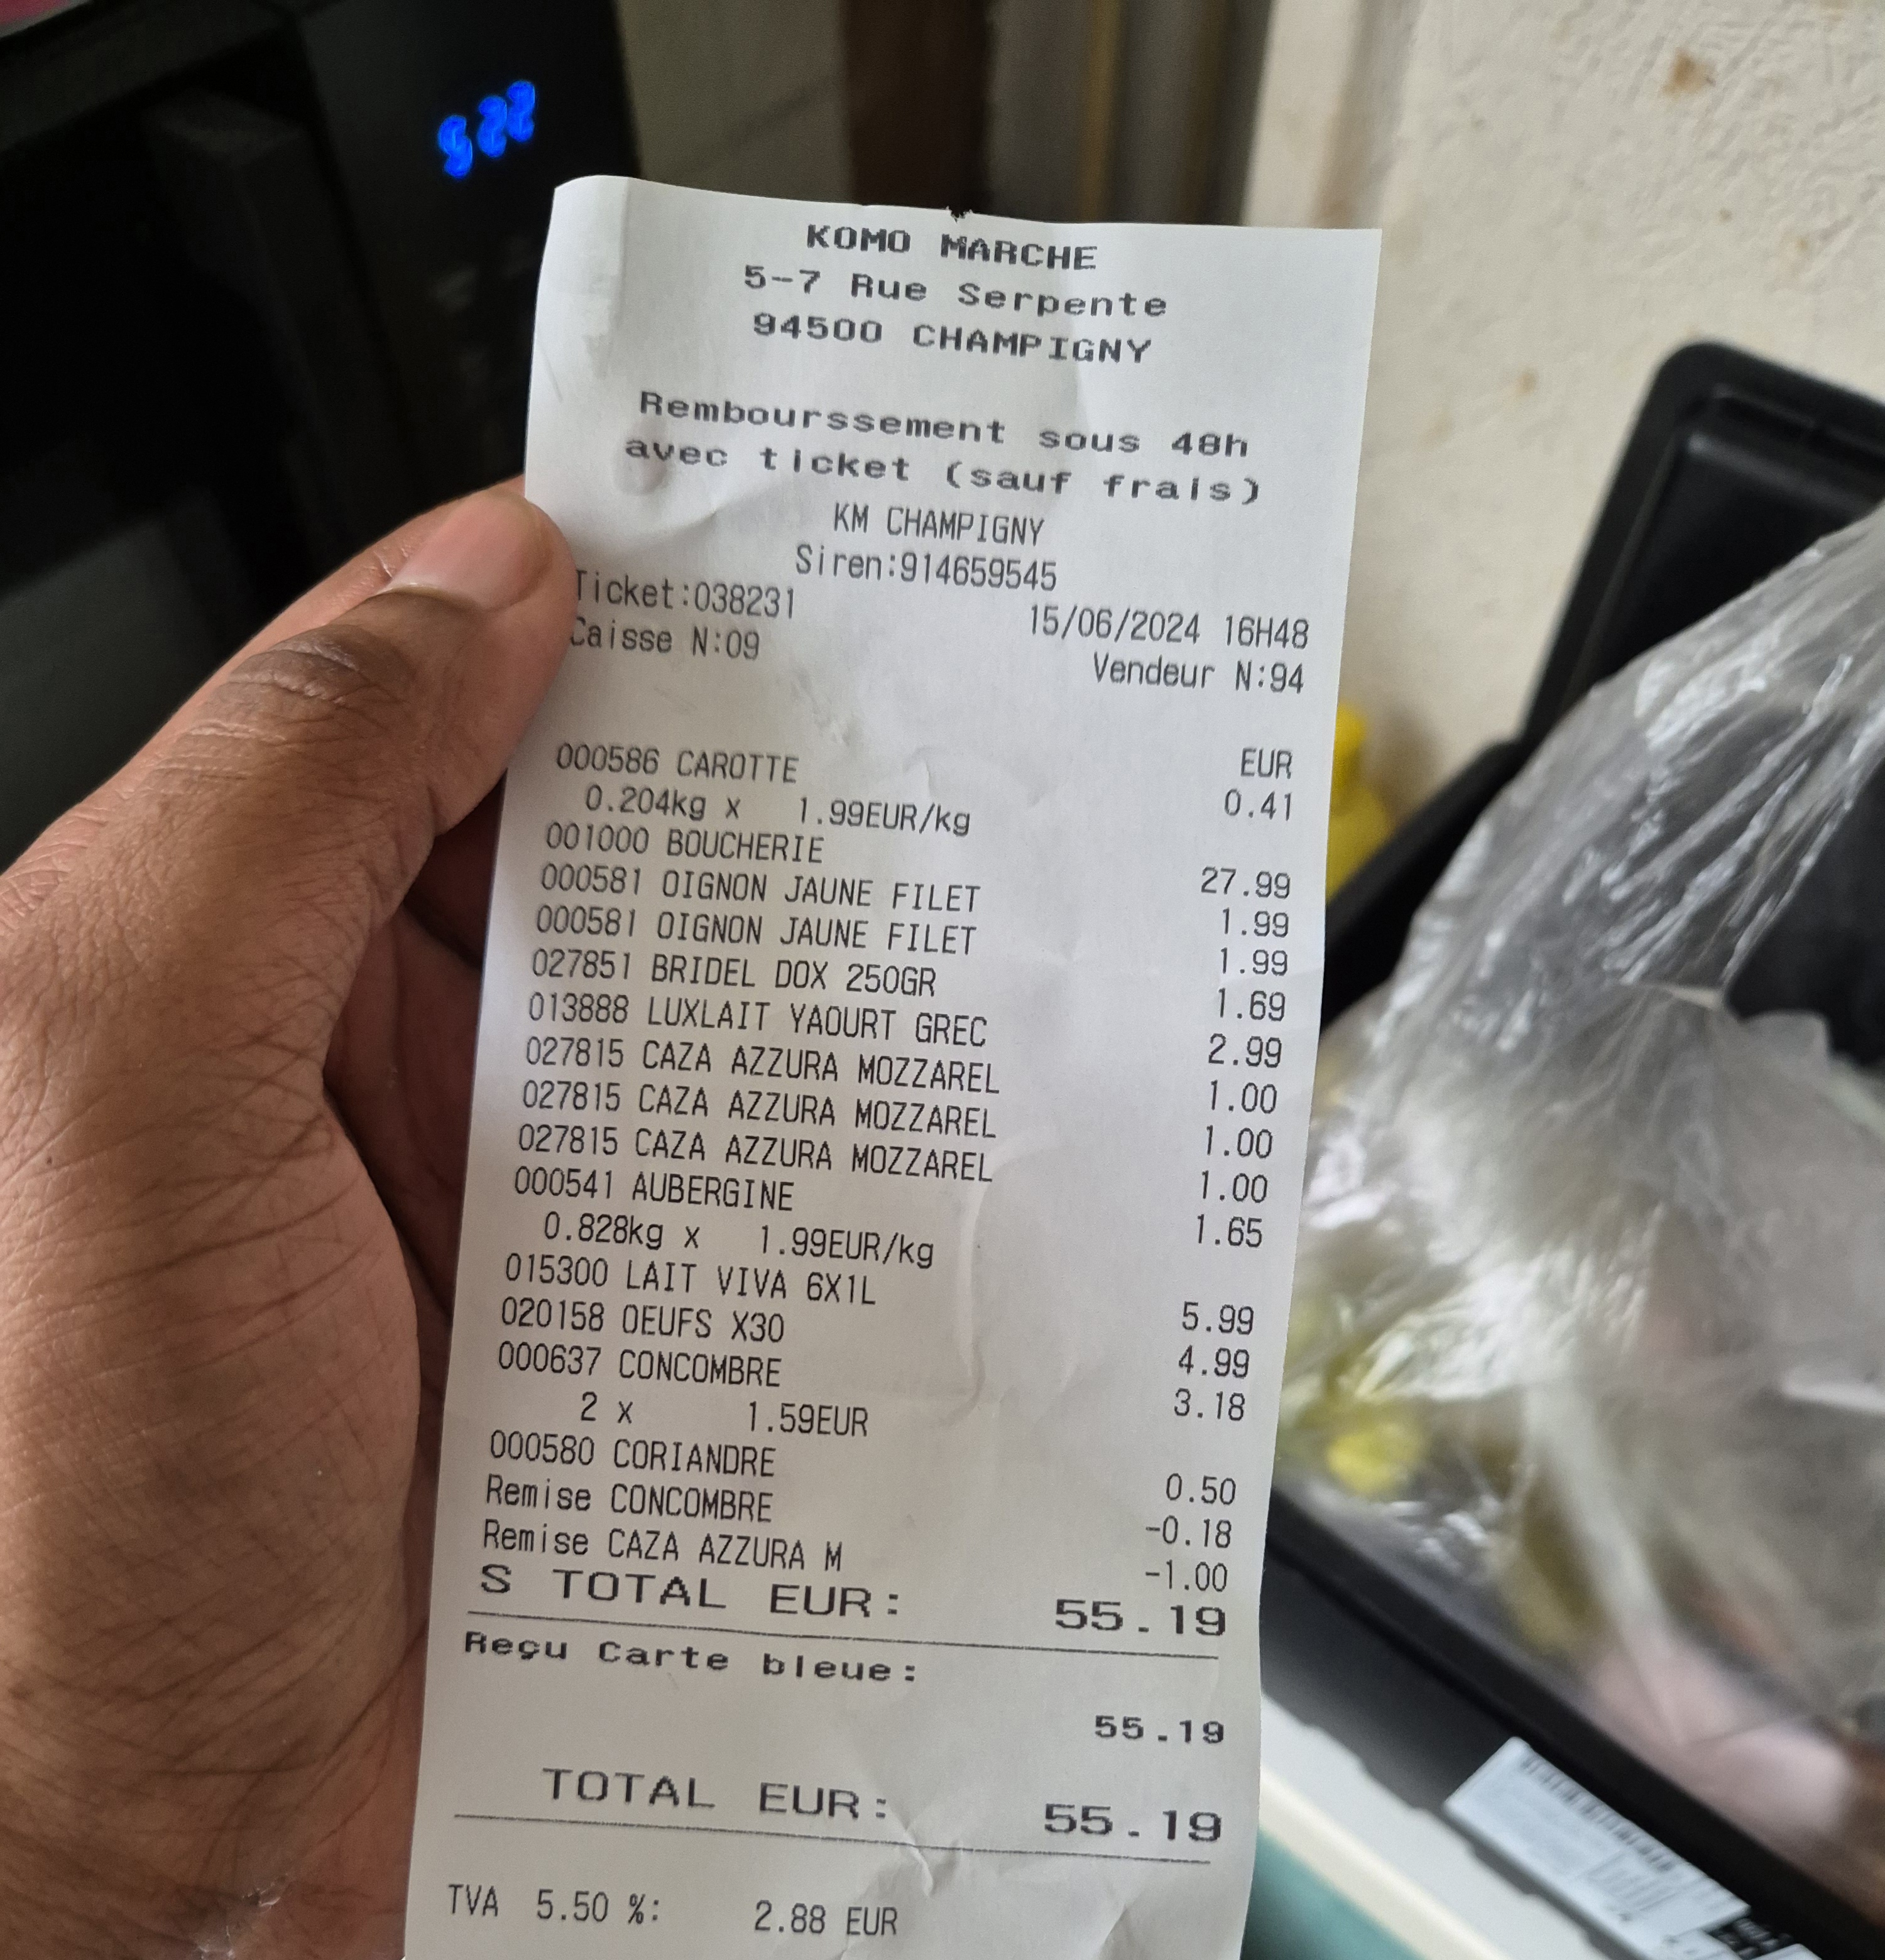 5:22
KOMO MARCHE
5-7 Rue Serpente
94500 CHAMPIGNY
Rembourssement sous 48h
avec ticket (sauf frais)
KM CHAMPIGNY
Siren:914659545
Ticket:038231
15/06/2024 16H48
Caisse N:09 Vendeur N:94
EUR
000586 CAROTTE 0.41
0.204kg x 1.99EUR/kg
001000 BOUCHERIE 27.99
000581 OIGNON JAUNE FILET 1.99
000581 OIGNON JAUNE FILET 1.99
027851 BRIDEL DOX 250GR 1.69
013888 LUXLAIT YAOURT GREC 2.99
027815 CAZA AZZURA MOZZAREL 1.00
027815 CAZA AZZURA MOZZAREL 1.00
027815 CAZA AZZURA MOZZAREL 1.00
000541 AUBERGINE 1.65
0.828kg x 1.99EUR/kg
015300 LAIT VIVA 6X1L 5.99
020158 OEUFS X30 4.99
000637 CONCOMBRE 3.18
2 x 1.59EUR
000580 CORIANDRE 0.50
Remise CONCOMBRE -0.18
Remise CAZA AZZURA M -1.00
S TOTAL EUR: 55.19
Reçu Carte bleue:
55.19
TOTAL EUR: 55.19
TVA 5.50 %: 2.88 EUR